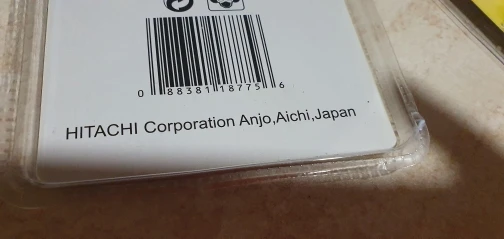 0 88381 18775 6
HITACHI Corporation Anjo,Aichi,Japan